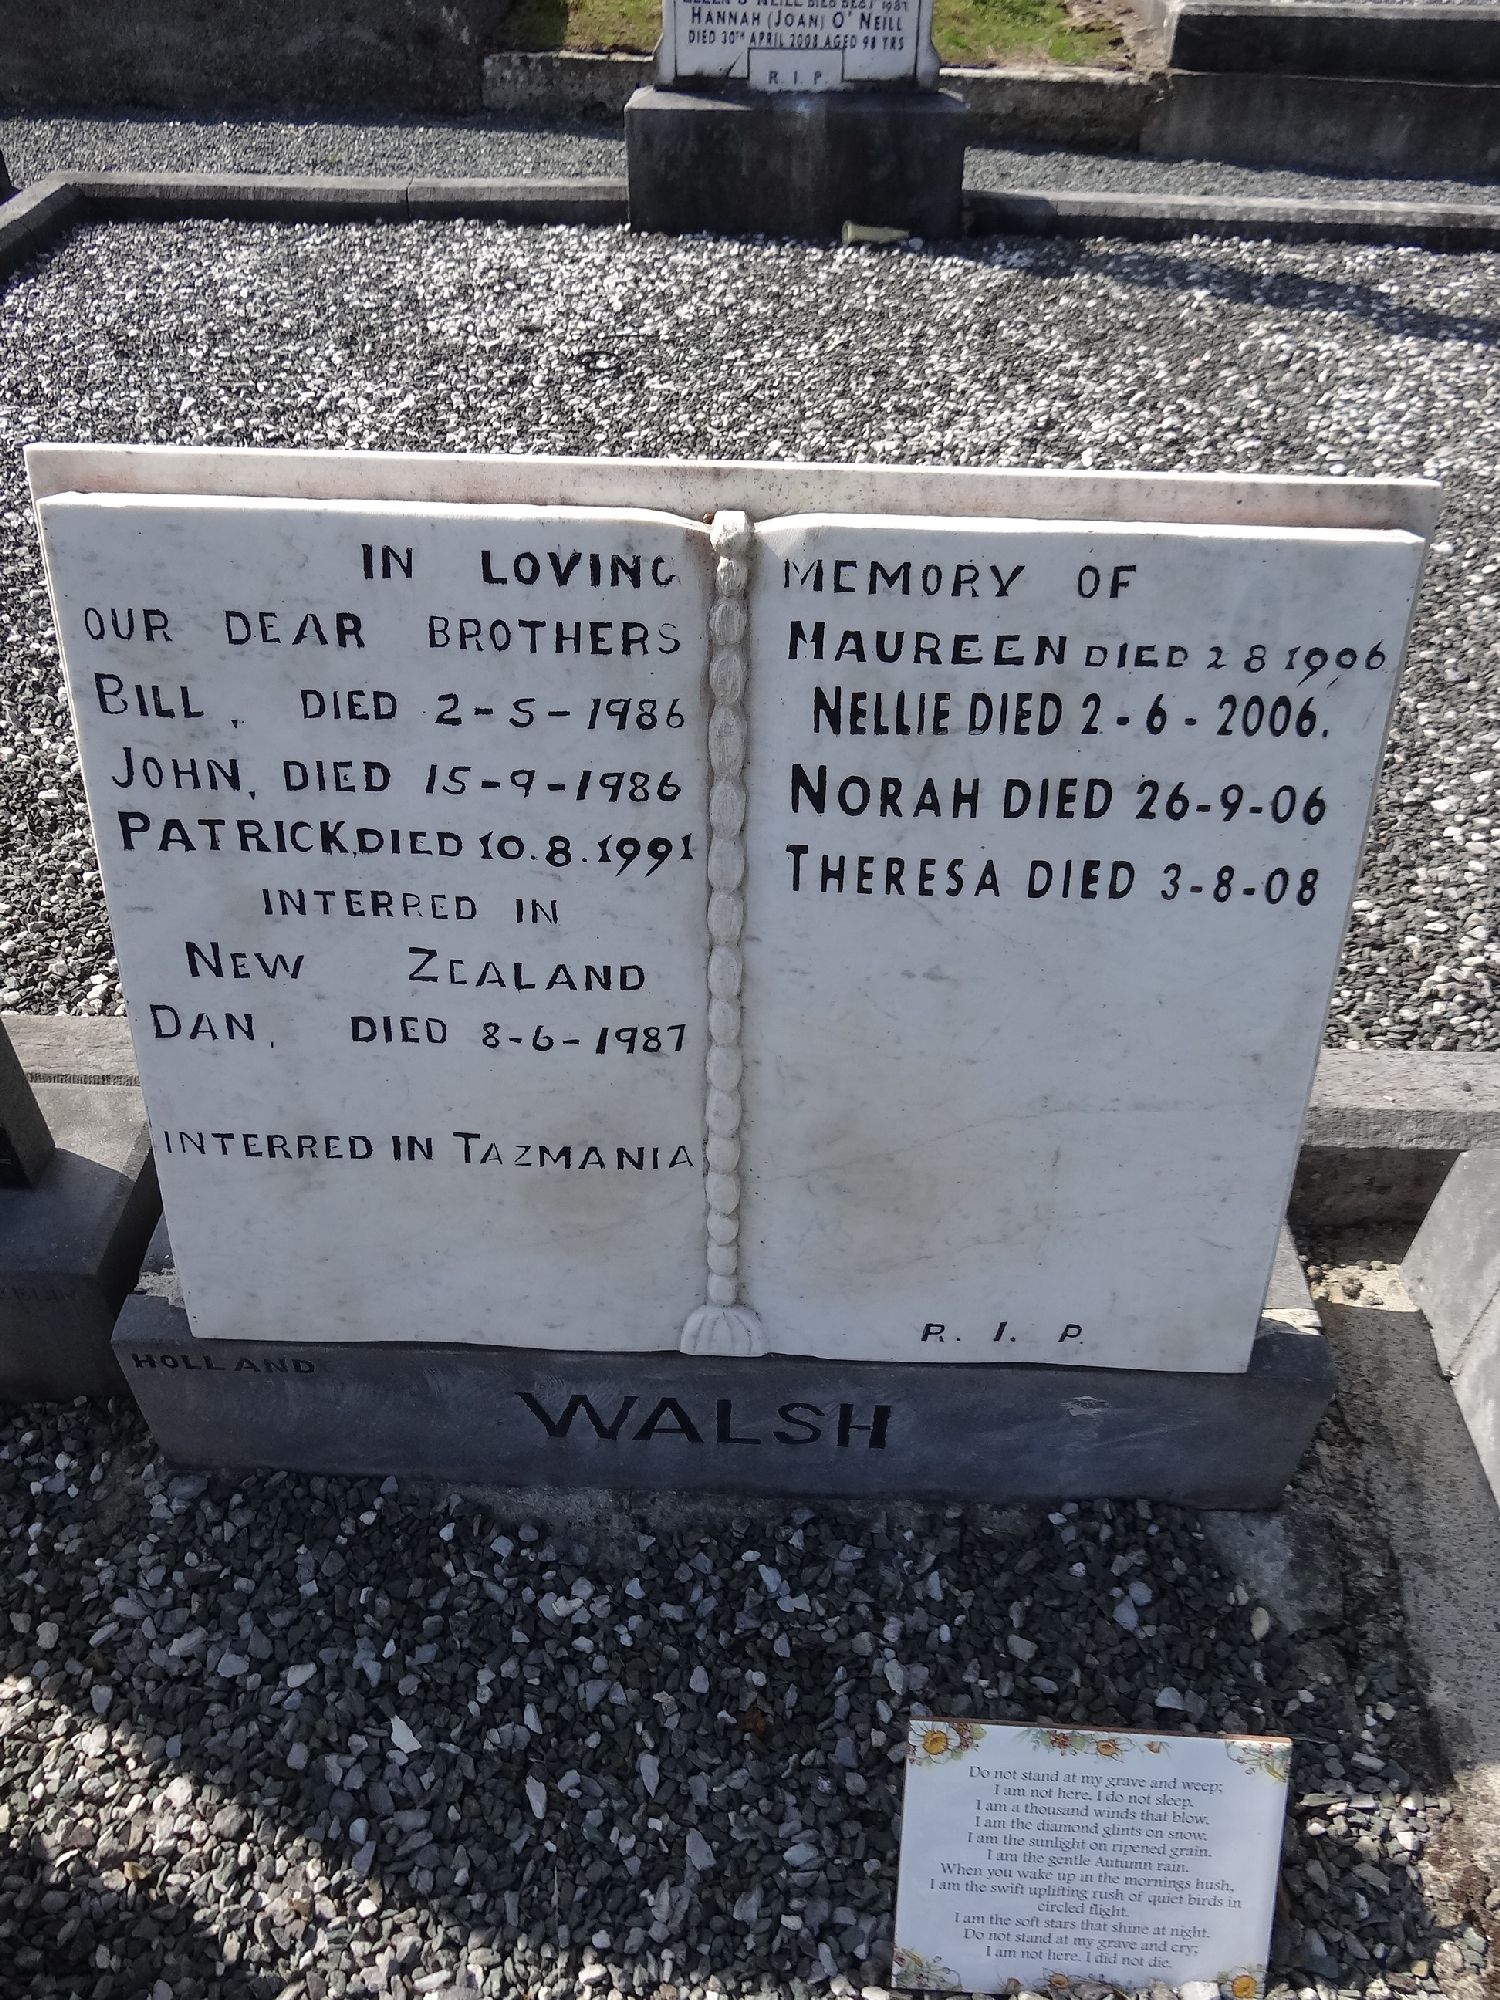 HANNAH (JOAN) O'NEILL
DIED 30TH APRIL 2008 AGED 98 YRS
R. I. P.
IN LOVING MEMORY OF
OUR DEAR BROTHERS
BILL, DIED 2-5-1986
JOHN, DIED 15-9-1986
PATRICK, DIED 10.8.1991
INTERRED IN
NEW ZEALAND
DAN, DIED 8-6-1987
INTERRED IN TAZMANIA
MAUREEN DIED 2 8 1996
NELLIE DIED 2-6-2006.
NORAH DIED 26-9-06
THERESA DIED 3-8-08
R. I. P.
HOLLAND
WALSH
Do not stand at my grave and weep;
I am not here. I do not sleep.
I am a thousand winds that blow.
I am the diamond glints on snow.
I am the sunlight on ripened grain.
I am the gentle Autumn rain.
When you wake up in the mornings hush,
I am the swift uplifting rush of quiet birds in
circled flight.
I am the soft stars that shine at night.
Do not stand at my grave and cry;
I am not here. I did not die.